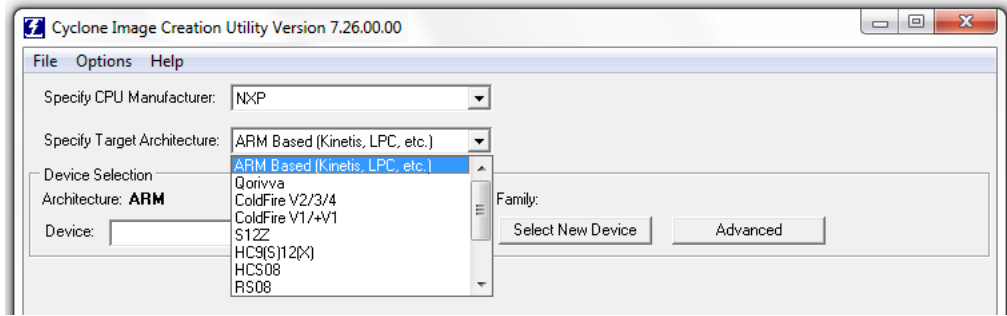 Cyclone Image Creation Utility Version 7.26.00.00
File Options Help
Specify CPU Manufacturer: NXP
Specify Target Architecture: ARM Based (Kinetis, LPC, etc.)
ARM Based (Kinetis, LPC, etc.)
Device Selection
Qorivva
Architecture: ARM
ColdFire V2/3/4
Family:
ColdFire V1/+V1
Device:
S12Z
Select New Device
Advanced
HC9(S)12(X)
HCS08
RS08